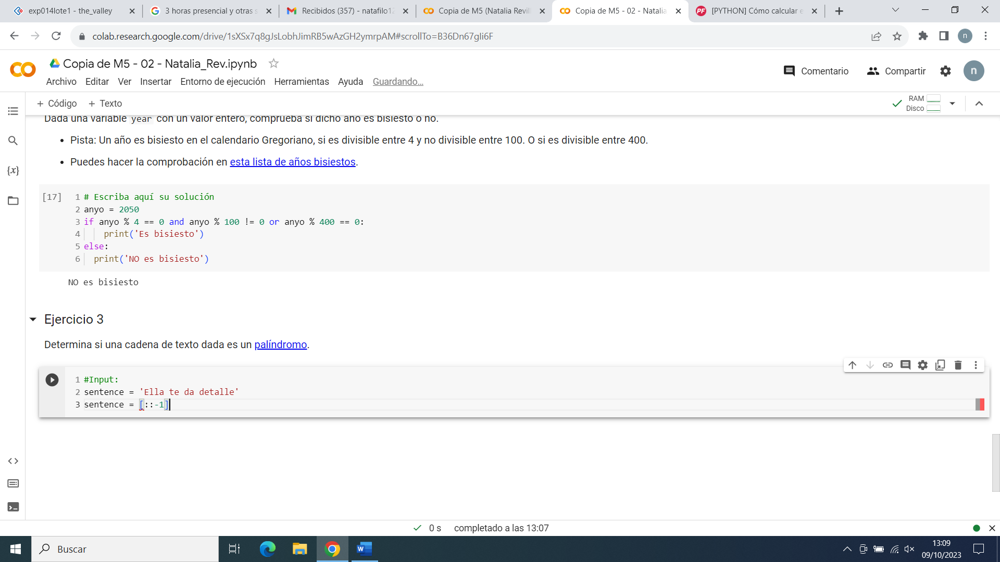 exp014lote1 - the_valley
3 horas presencial y otras s
Recibidos (357) - natafilo12
Copia de M5 (Natalia Revill
Copia de M5 - 02 - Natalia
[PYTHON] Cómo calcular e
colab.research.google.com/drive/1sXSx7q8gJsLobhJimRB5wAzGH2ymrpAM#scrollTo=B36Dn67gIi6F
n
Copia de M5 - 02 - Natalia_Rev.ipynb
Archivo Editar Ver Insertar Entorno de ejecución Herramientas Ayuda Guardando...
Comentario Compartir n
+ Código + Texto
RAM
Disco
Dada una variable year con un valor entero, comprueba si dicho año es bisiesto o no.
• Pista: Un año es bisiesto en el calendario Gregoriano, si es divisible entre 4 y no divisible entre 100. O si es divisible entre 400.
• Puedes hacer la comprobación en esta lista de años bisiestos.
{x}
[17] 1 # Escriba aquí su solución
2 anyo = 2050
3 if anyo % 4 == 0 and anyo % 100 != 0 or anyo % 400 == 0:
4     print('Es bisiesto')
5 else:
6   print('NO es bisiesto')
NO es bisiesto
Ejercicio 3
Determina si una cadena de texto dada es un palíndromo.
1 #Input:
2 sentence = 'Ella te da detalle'
3 sentence = [::-1]
0 s completado a las 13:07
Buscar
13:09
09/10/2023